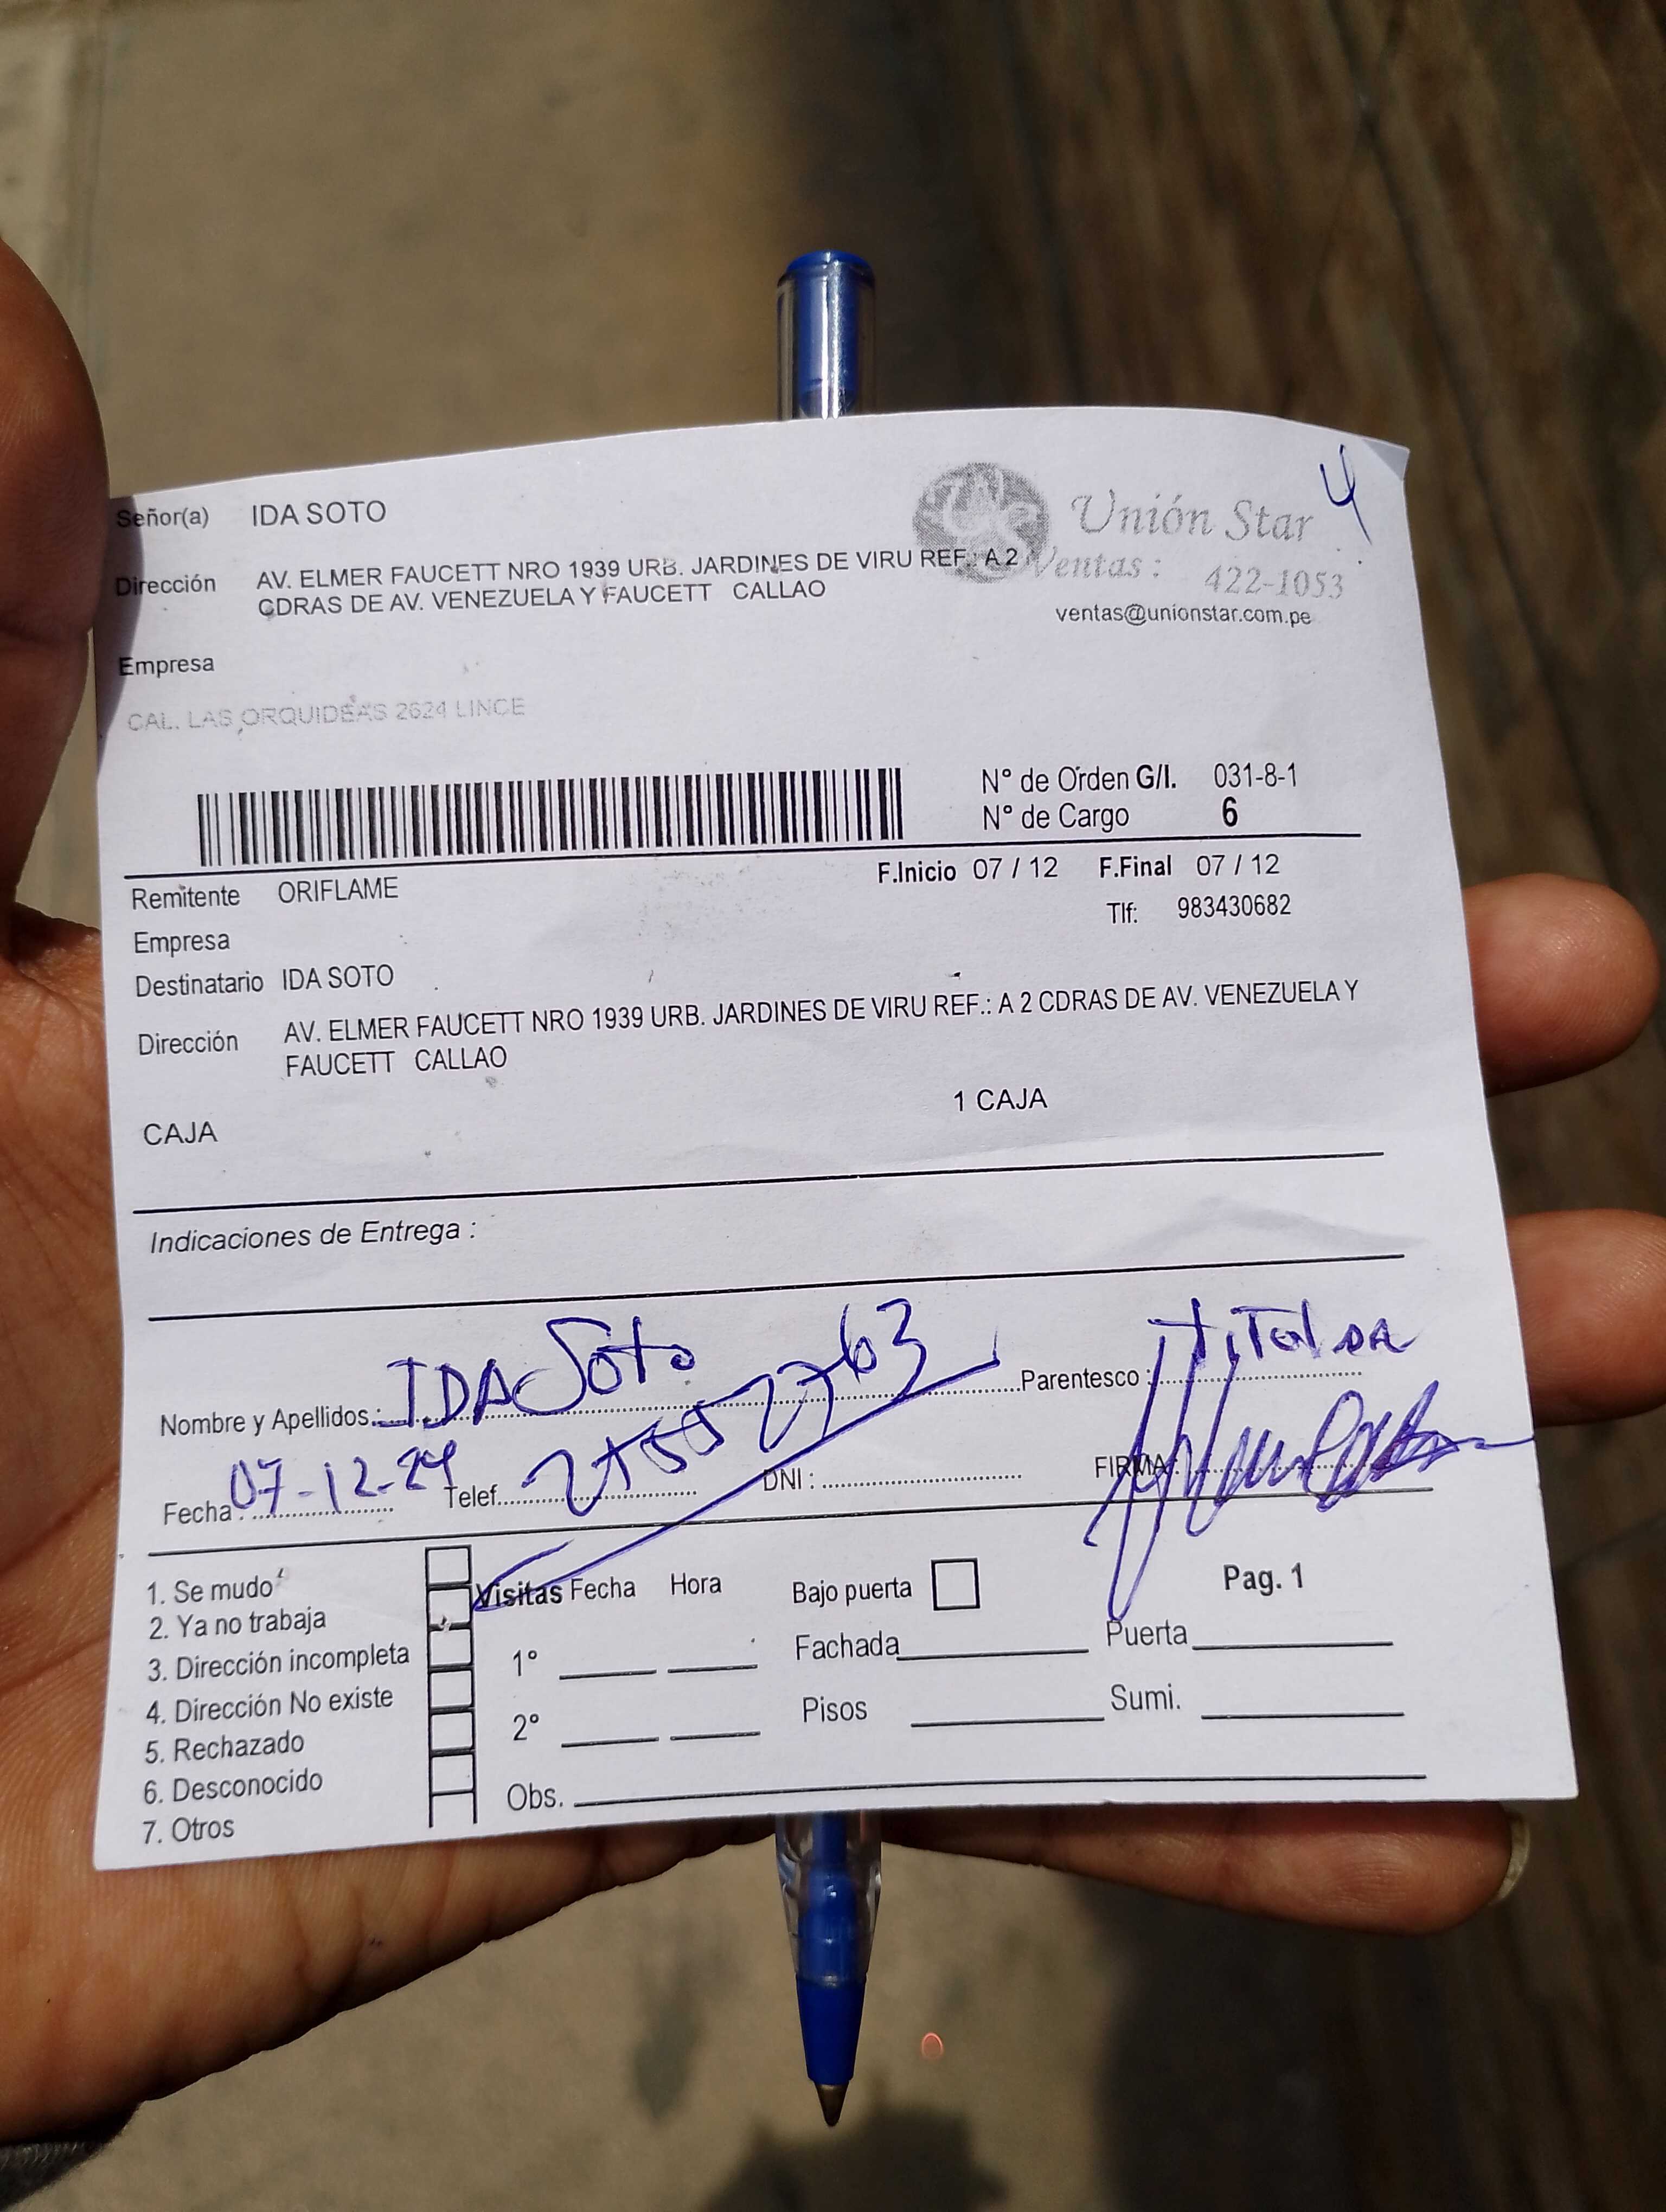 4
Señor(a) IDA SOTO
Unión Star
Dirección AV. ELMER FAUCETT NRO 1939 URB. JARDINES DE VIRU REF.: A 2
CDRAS DE AV. VENEZUELA Y FAUCETT CALLAO
Ventas : 422-1053
ventas@unionstar.com.pe
Empresa
CAL. LAS ORQUIDEAS 2624 LINCE
N° de Orden G/I. 031-8-1
N° de Cargo 6
Remitente ORIFLAME
F.Inicio 07 / 12 F.Final 07 / 12
Tlf: 983430682
Empresa
Destinatario IDA SOTO
Dirección AV. ELMER FAUCETT NRO 1939 URB. JARDINES DE VIRU REF.: A 2 CDRAS DE AV. VENEZUELA Y
FAUCETT CALLAO
CAJA 1 CAJA
Indicaciones de Entrega :
Nombre y Apellidos : IDA Soto Parentesco :
Fecha : 07-12-24 Telef. DNI : FIRMA
1. Se mudo
2. Ya no trabaja
3. Dirección incompleta
4. Dirección No existe
5. Rechazado
6. Desconocido
7. Otros
Visitas Fecha Hora
1°
2°
Obs.
Bajo puerta
Fachada Puerta
Pisos Sumi.
Pag. 1